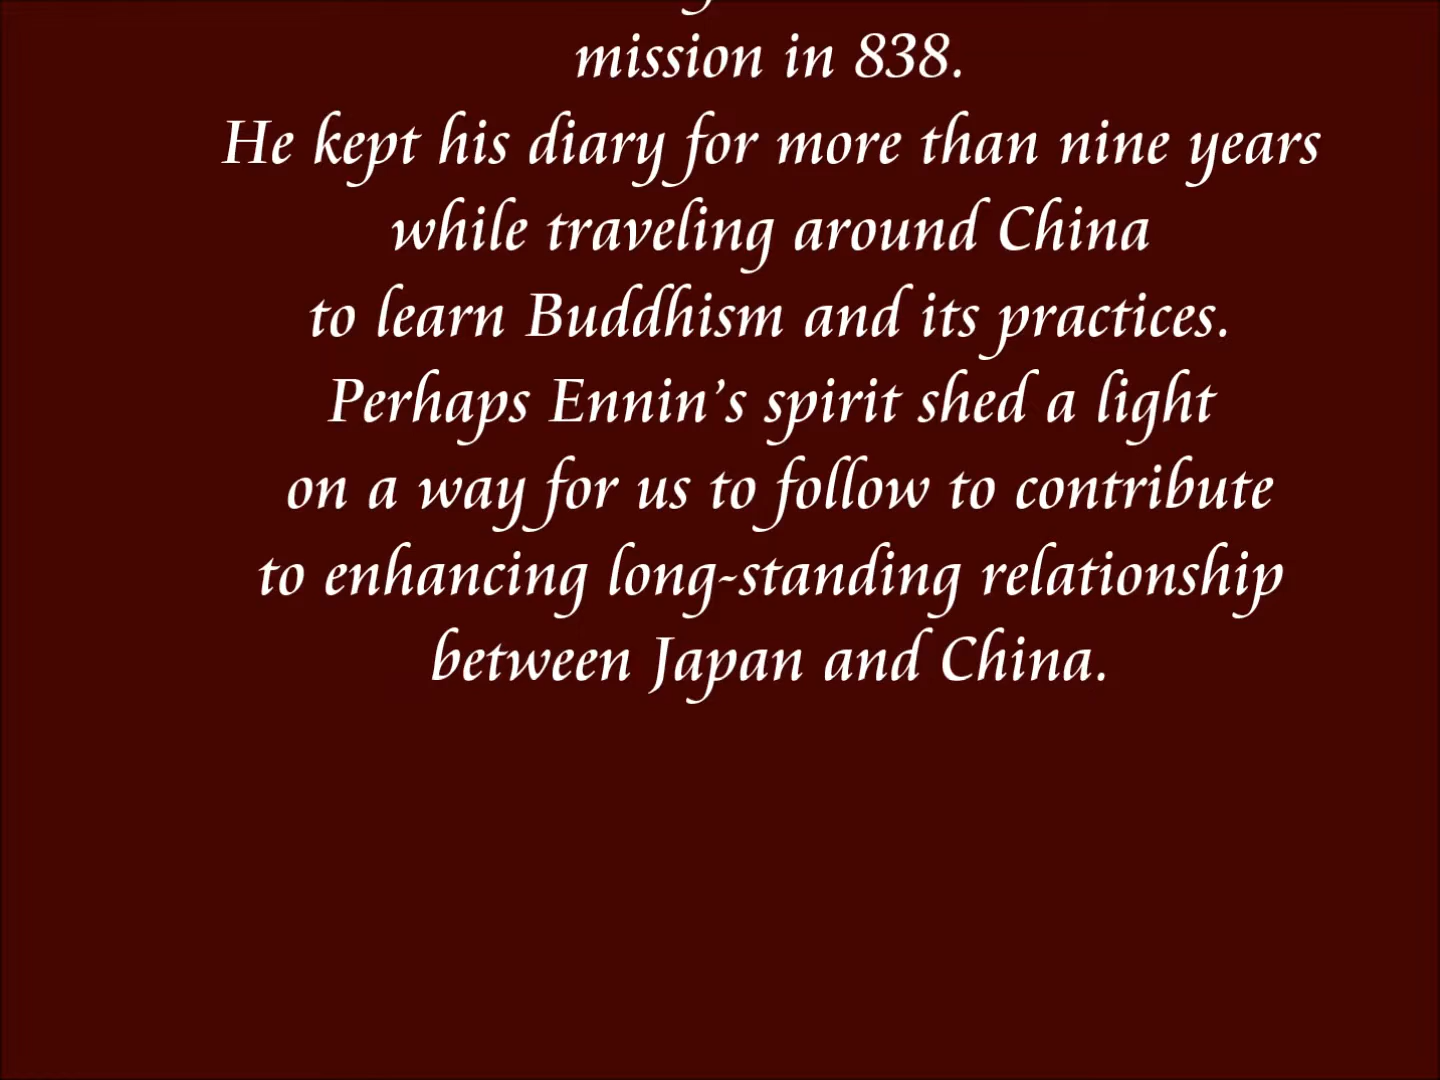 mission in 838.
He kept his diary for more than nine years
while traveling around China
to learn Buddhism and its practices.
Perhaps Ennin's spirit shed a light
on a way for us to follow to contribute
to enhancing long-standing relationship
between Japan and China.